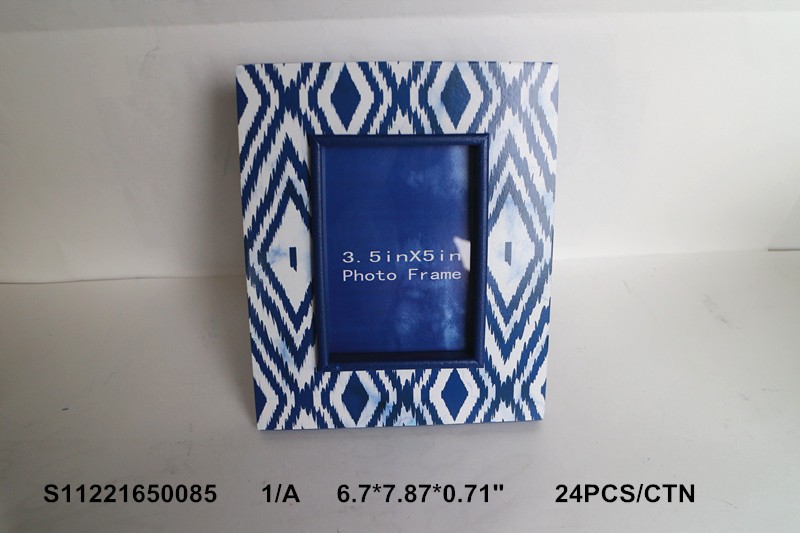 3.5inX5in
Photo Frame
S11221650085 1/A 6.7*7.87*0.71" 24PCS/CTN